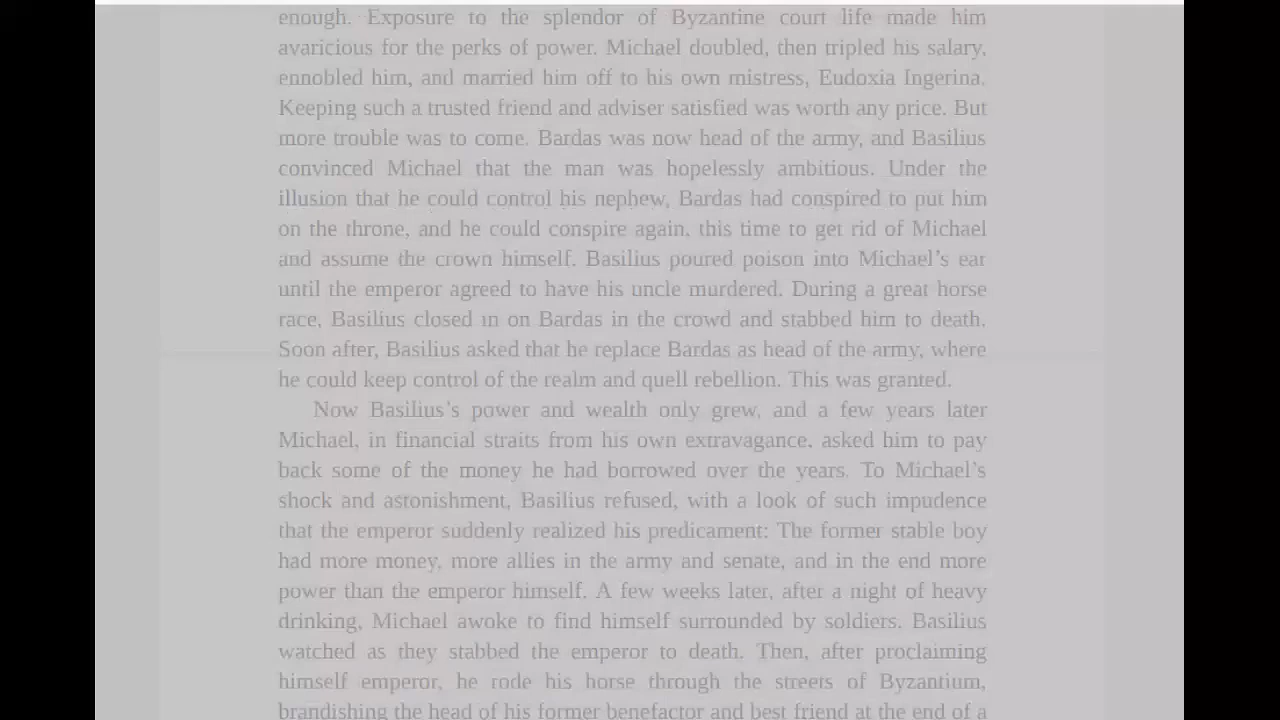 enough. Exposure to the splendor of Byzantine court life made him
avaricious for the perks of power. Michael doubled, then tripled his salary,
ennobled him, and married him off to his own mistress, Eudoxia Ingerina.
Keeping such a trusted friend and adviser satisfied was worth any price. But
more trouble was to come. Bardas was now head of the army, and Basilius
convinced Michael that the man was hopelessly ambitious. Under the
illusion that he could control his nephew, Bardas had conspired to put him
on the throne, and he could conspire again, this time to get rid of Michael
and assume the crown himself. Basilius poured poison into Michael’s ear
until the emperor agreed to have his uncle murdered. During a great horse
race, Basilius closed in on Bardas in the crowd and stabbed him to death.
Soon after, Basilius asked that he replace Bardas as head of the army, where
he could keep control of the realm and quell rebellion. This was granted.
Now Basilius’s power and wealth only grew, and a few years later
Michael, in financial straits from his own extravagance, asked him to pay
back some of the money he had borrowed over the years. To Michael’s
shock and astonishment, Basilius refused, with a look of such impudence
that the emperor suddenly realized his predicament: The former stable boy
had more money, more allies in the army and senate, and in the end more
power than the emperor himself. A few weeks later, after a night of heavy
drinking, Michael awoke to find himself surrounded by soldiers. Basilius
watched as they stabbed the emperor to death. Then, after proclaiming
himself emperor, he rode his horse through the streets of Byzantium,
brandishing the head of his former benefactor and best friend at the end of a